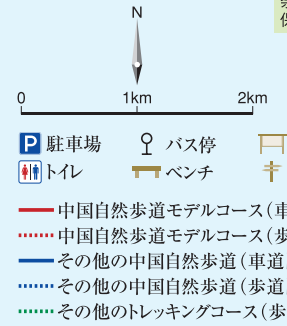 N
0 1km 2km
P 駐車場 バス停
トイレ ベンチ
中国自然歩道モデルコース(車
中国自然歩道モデルコース(歩
その他の中国自然歩道(車道
その他の中国自然歩道(歩道
その他のトレッキングコース(歩